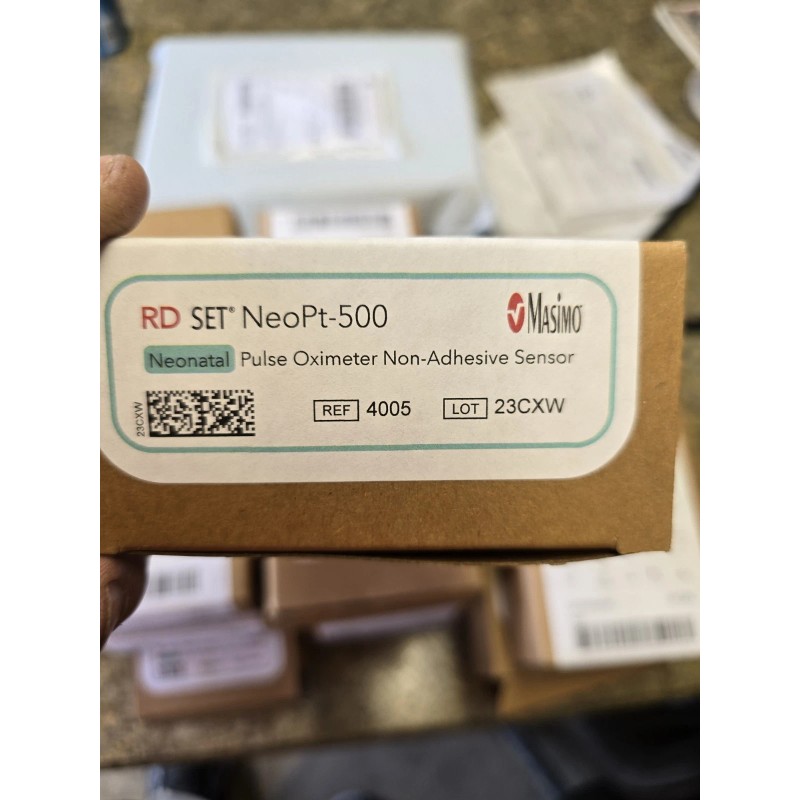 RD SET® NeoPt-500
MASIMO
Neonatal Pulse Oximeter Non-Adhesive Sensor
23CXW
REF 4005 LOT 23CXW